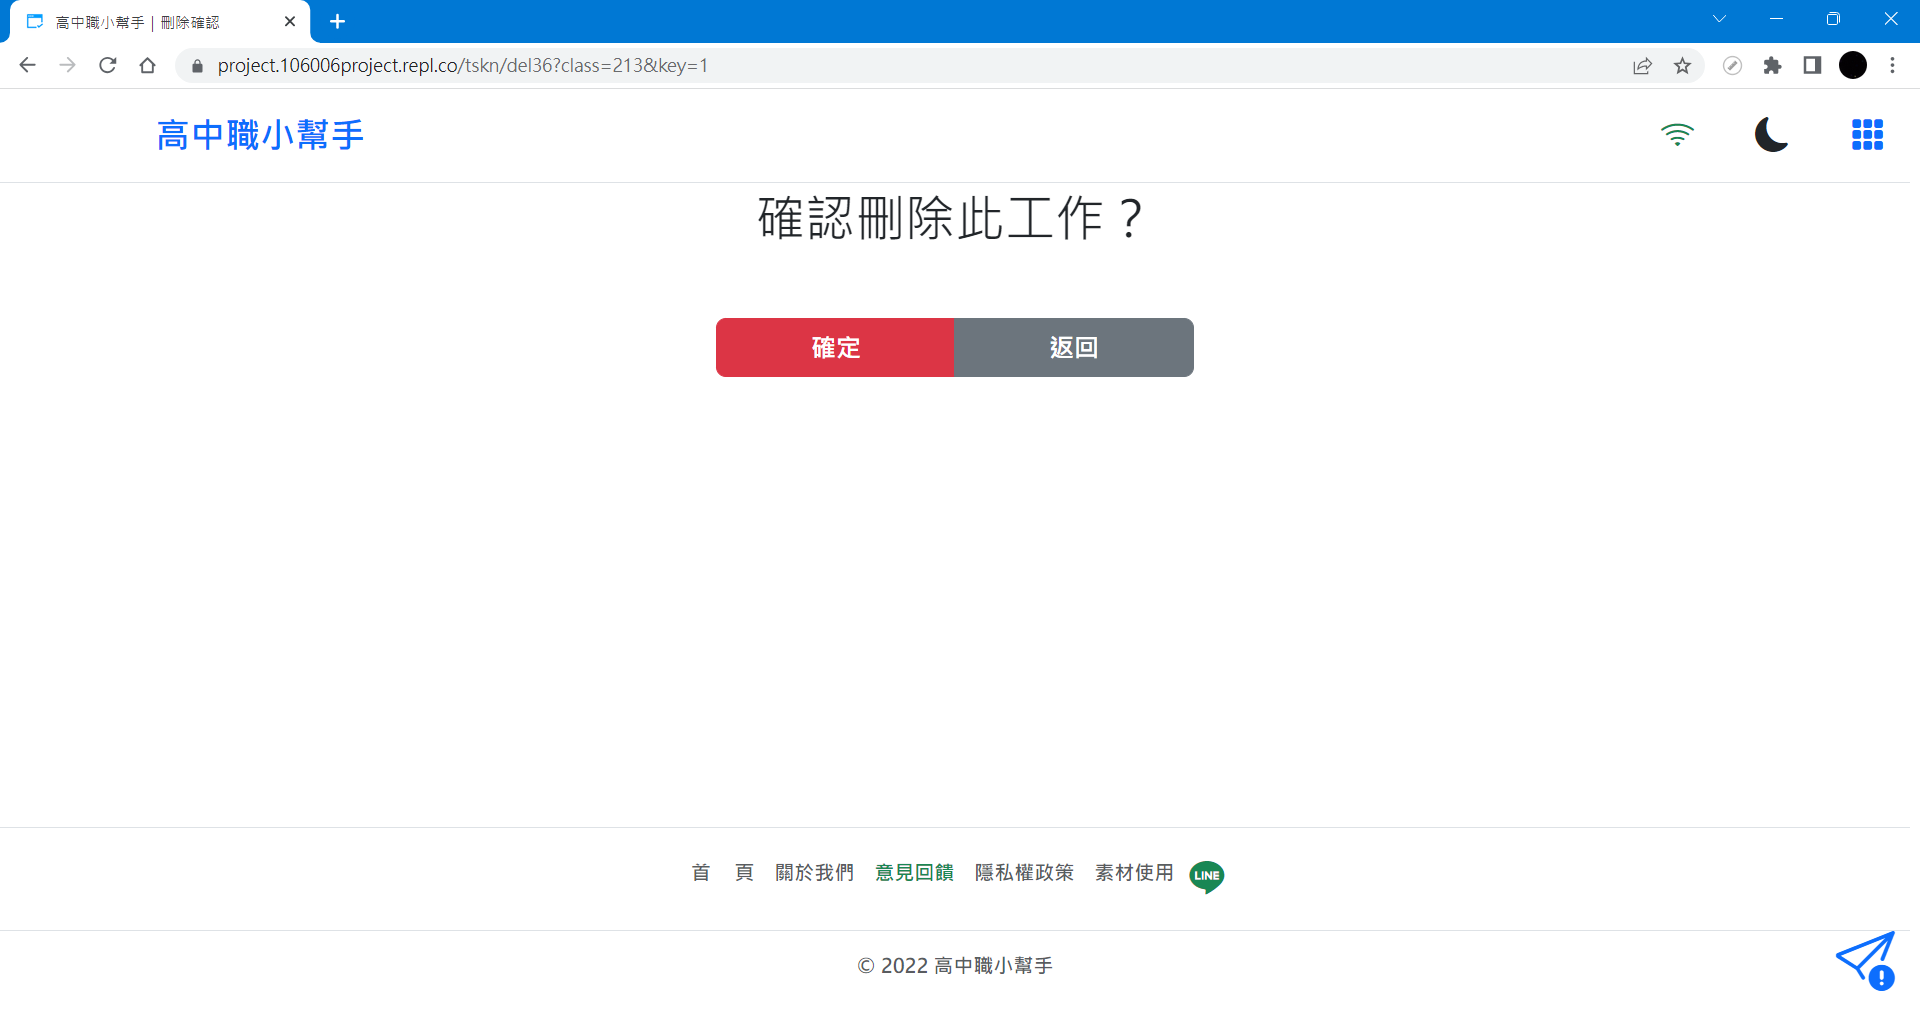 高中職小幫手 | 刪除確認
project.106006project.repl.co/tskn/del36?class=213&key=1
高中職小幫手
確認刪除此工作？
確定 返回
首 頁 關於我們 意見回饋 隱私權政策 素材使用 LINE
© 2022 高中職小幫手